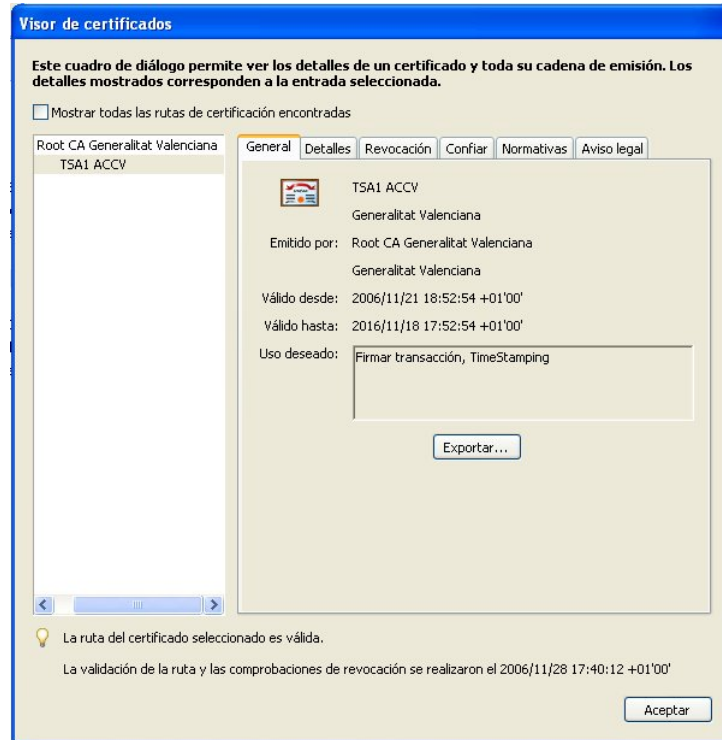 Visor de certificados
Este cuadro de diálogo permite ver los detalles de un certificado y toda su cadena de emisión. Los
detalles mostrados corresponden a la entrada seleccionada.
Mostrar todas las rutas de certificación encontradas
Root CA Generalitat Valenciana
TSA1 ACCV
General Detalles Revocación Confiar Normativas Aviso legal
TSA1 ACCV
Generalitat Valenciana
Emitido por: Root CA Generalitat Valenciana
Generalitat Valenciana
Válido desde: 2006/11/21 18:52:54 +01'00'
Válido hasta: 2016/11/18 17:52:54 +01'00'
Uso deseado: Firmar transacción, TimeStamping
Exportar...
La ruta del certificado seleccionado es válida.
La validación de la ruta y las comprobaciones de revocación se realizaron el 2006/11/28 17:40:12 +01'00'
Aceptar